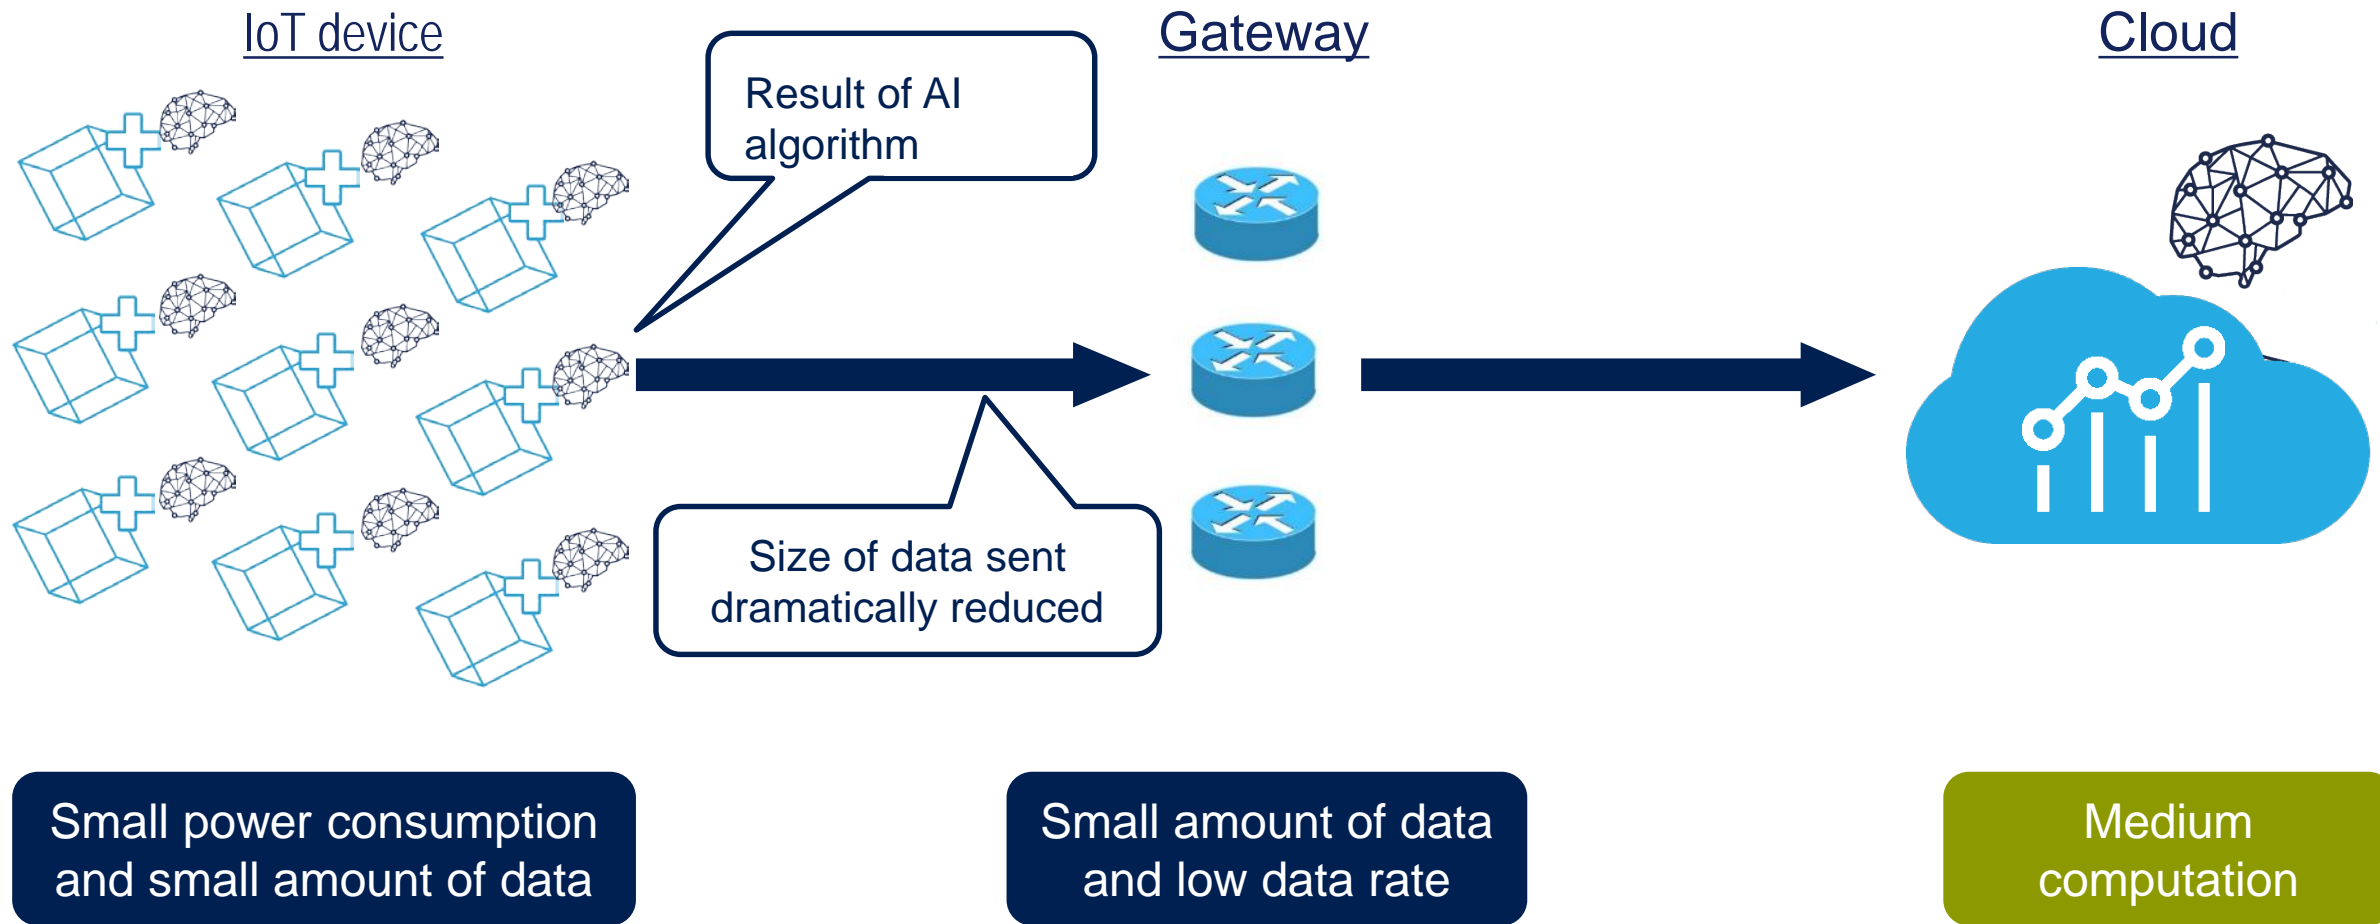 IoT device
Gateway
Cloud
Result of AI
algorithm
Size of data sent
dramatically reduced
Small power consumption
and small amount of data
Small amount of data
and low data rate
Medium
computation